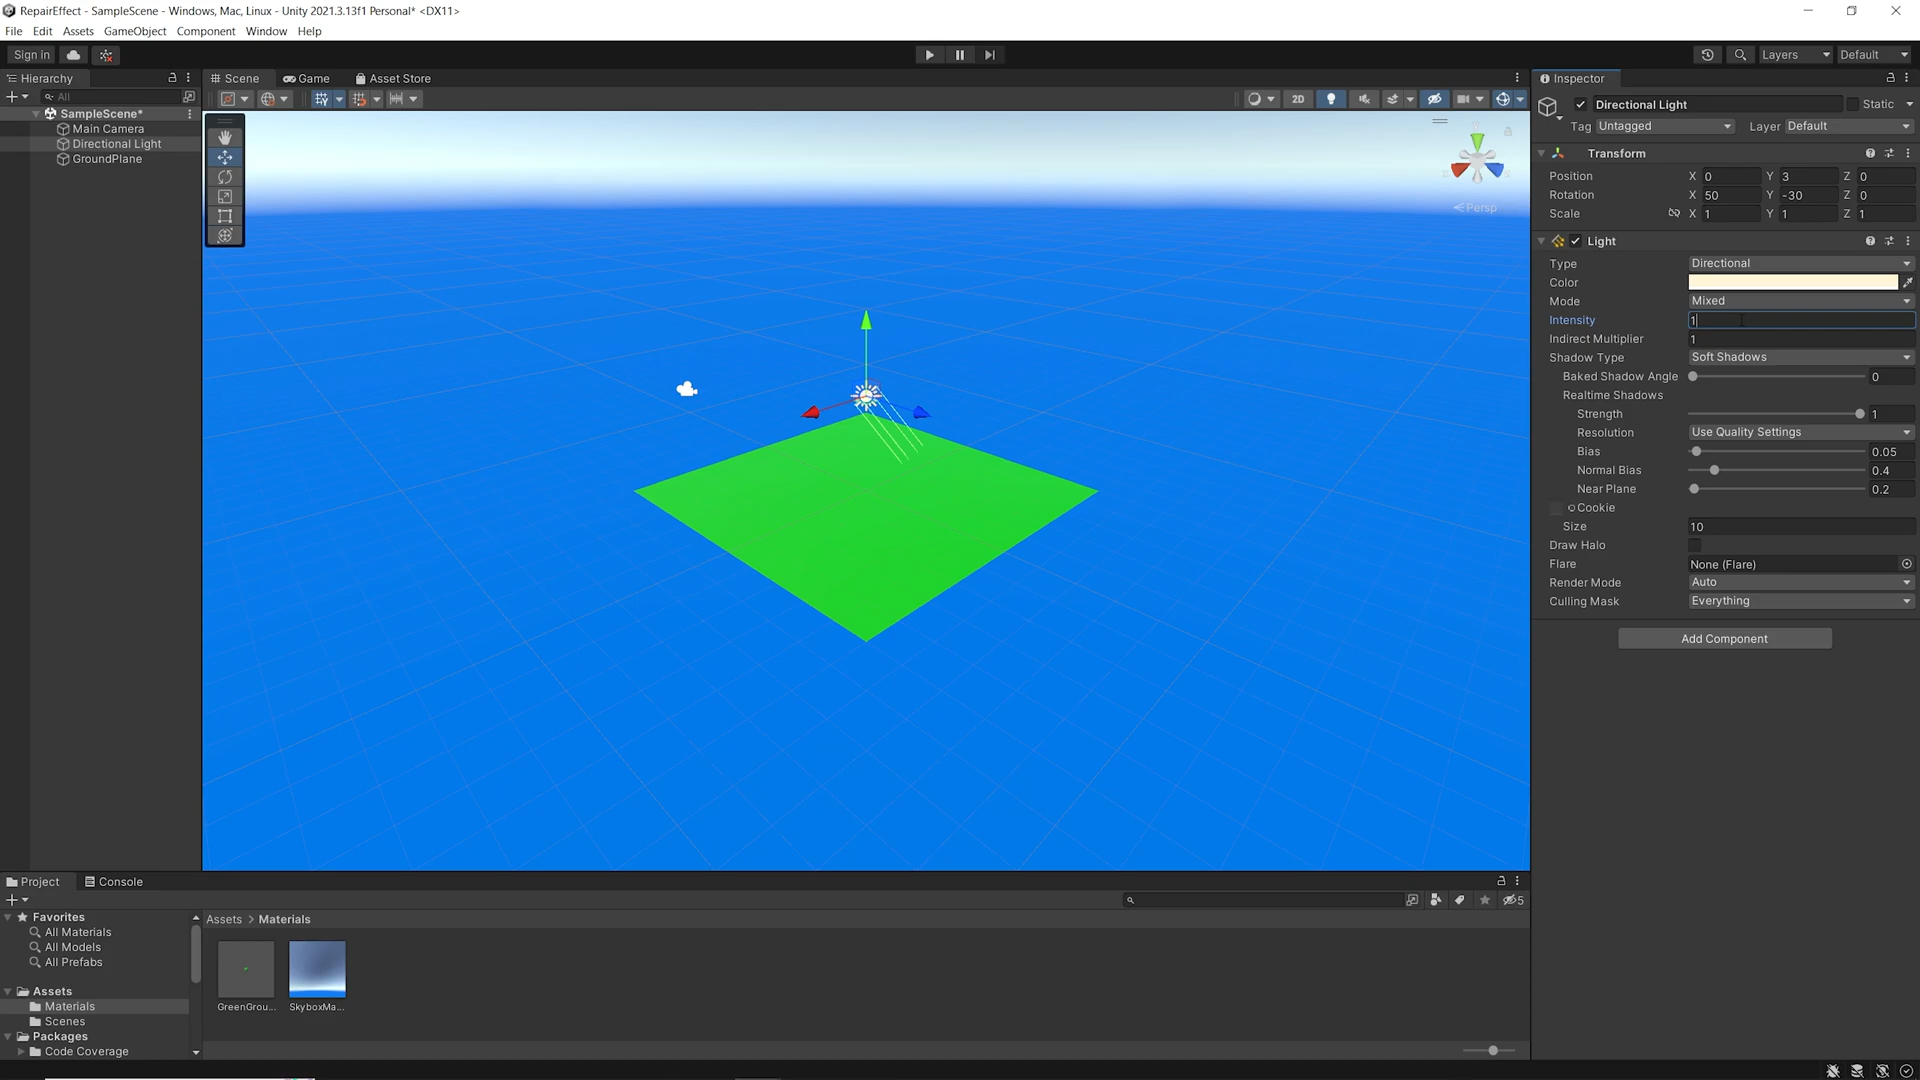 RepairEffect - SampleScene - Windows, Mac, Linux - Unity 2021.3.13f1 Personal* <DX11>
File Edit Assets GameObject Component Window Help
Sign in
Layers
Default
Hierarchy
Scene
Game
Asset Store
Inspector
All
2D
SampleScene*
Main Camera
Directional Light
GroundPlane
Persp
Directional Light
Static
Tag Untagged Layer Default
Transform
Position X 0 Y 3 Z 0
Rotation X 50 Y -30 Z 0
Scale X 1 Y 1 Z 1
Light
Type Directional
Color
Mode Mixed
Intensity 1
Indirect Multiplier 1
Shadow Type Soft Shadows
Baked Shadow Angle 0
Realtime Shadows
Strength 1
Resolution Use Quality Settings
Bias 0.05
Normal Bias 0.4
Near Plane 0.2
Cookie
Size 10
Draw Halo
Flare None (Flare)
Render Mode Auto
Culling Mask Everything
Add Component
Project
Console
5
Favorites
All Materials
All Models
All Prefabs
Assets
Materials
Scenes
Packages
Code Coverage
Assets > Materials
GreenGrou...
SkyboxMa...